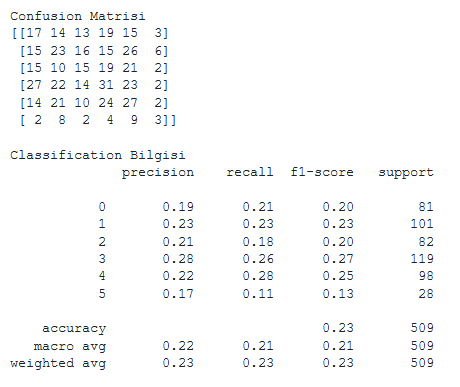 Confusion Matrisi
[[17 14 13 19 15  3]
 [15 23 16 15 26  6]
 [15 10 15 19 21  2]
 [27 22 14 31 23  2]
 [14 21 10 24 27  2]
 [ 2  8  2  4  9  3]]
Classification Bilgisi
              precision    recall  f1-score   support
           0       0.19      0.21      0.20        81
           1       0.23      0.23      0.23       101
           2       0.21      0.18      0.20        82
           3       0.28      0.26      0.27       119
           4       0.22      0.28      0.25        98
           5       0.17      0.11      0.13        28
    accuracy                           0.23       509
   macro avg       0.22      0.21      0.21       509
weighted avg       0.23      0.23      0.23       509